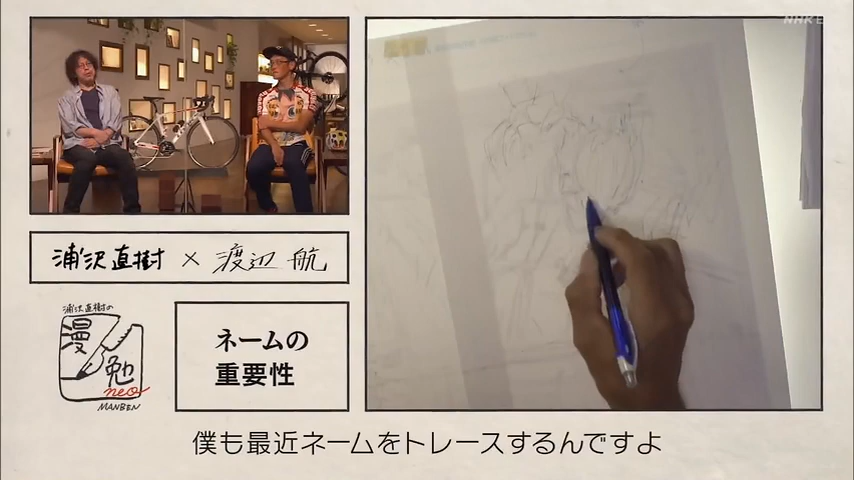 NHK E
浦沢直樹 × 渡辺 航
浦沢直樹の
漫勉
neo
MANBEN
ネームの
重要性
僕も最近ネームをトレースするんですよ